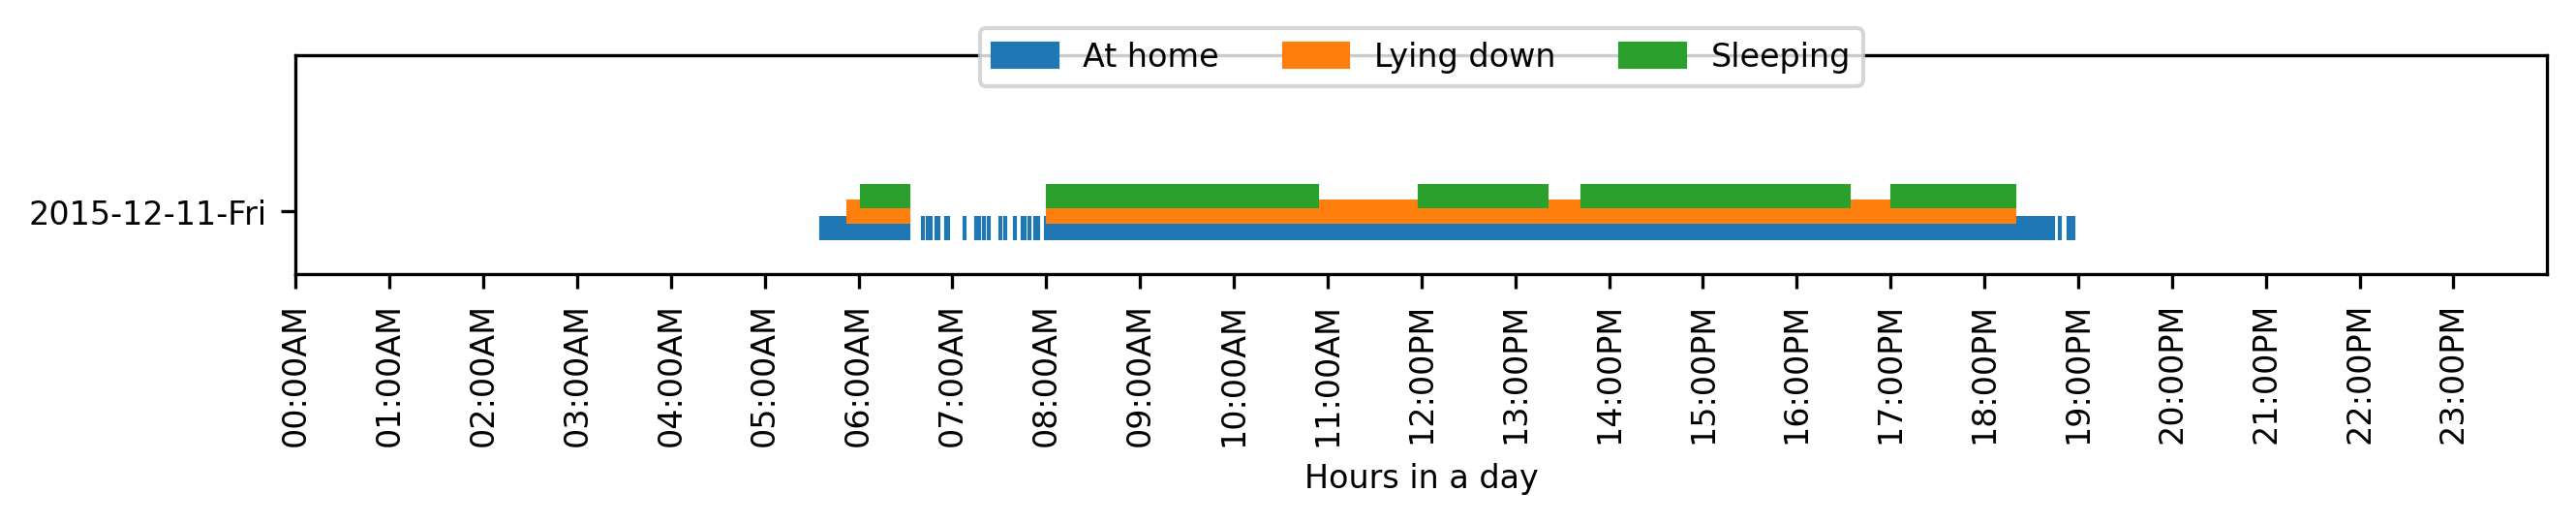 At home Lying down Sleeping
2015-12-11-Fri
00:00AM 01:00AM 02:00AM 03:00AM 04:00AM 05:00AM 06:00AM 07:00AM 08:00AM 09:00AM 10:00AM 11:00AM 12:00PM 13:00PM 14:00PM 15:00PM 16:00PM 17:00PM 18:00PM 19:00PM 20:00PM 21:00PM 22:00PM 23:00PM
Hours in a day